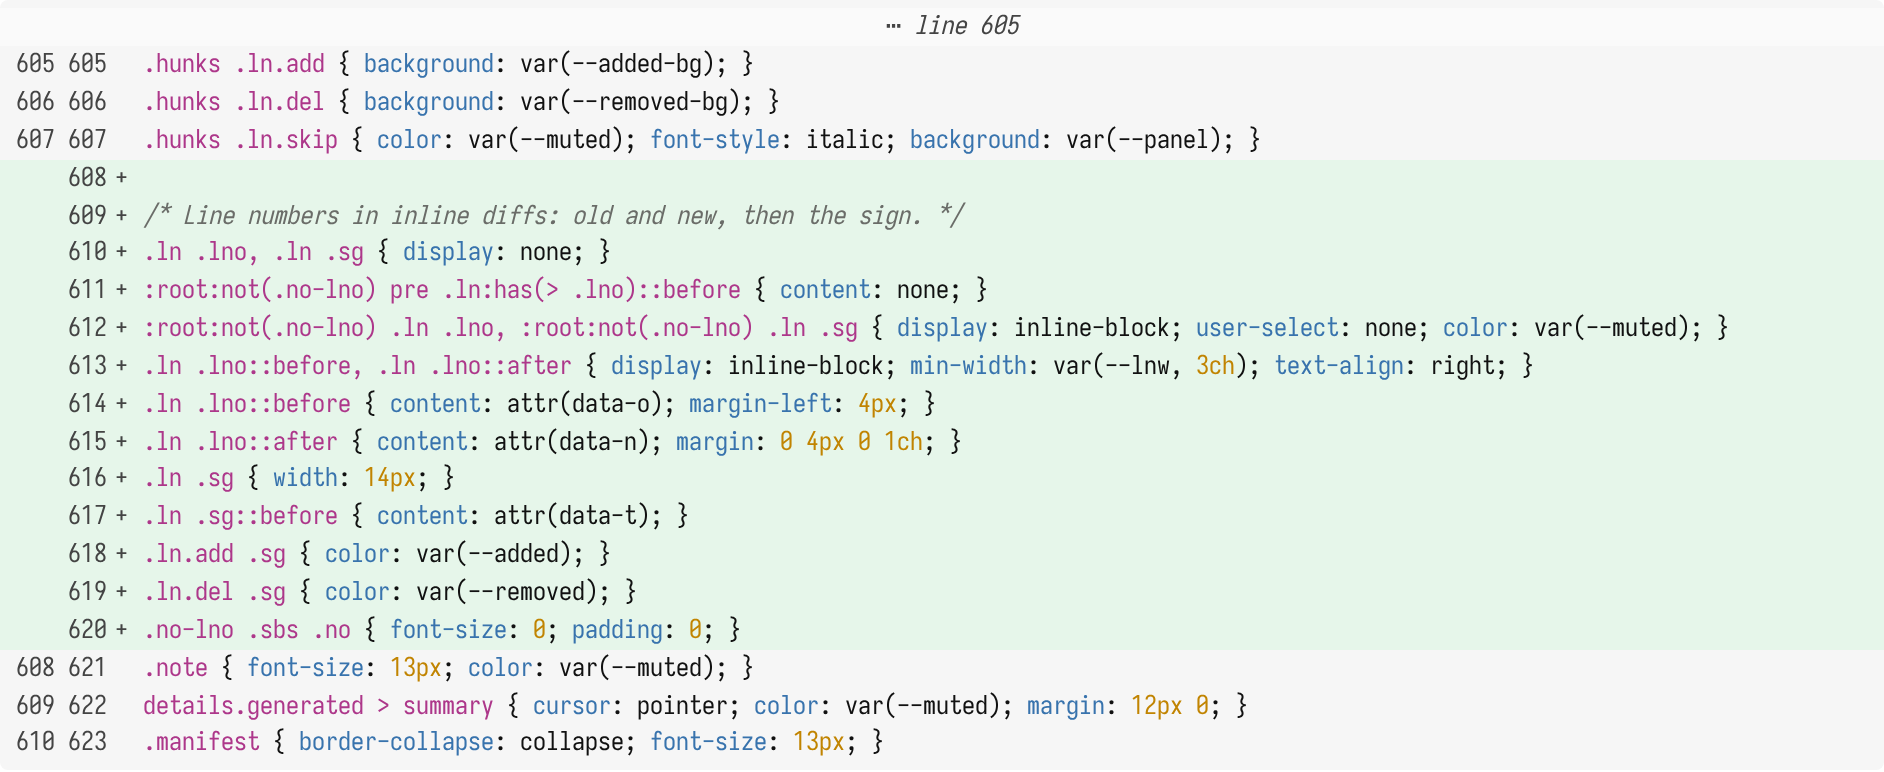 ⋯ line 605
605 605 .hunks .ln.add { background: var(--added-bg); }
606 606 .hunks .ln.del { background: var(--removed-bg); }
607 607 .hunks .ln.skip { color: var(--muted); font-style: italic; background: var(--panel); }
608 +
609 + /* Line numbers in inline diffs: old and new, then the sign. */
610 + .ln .lno, .ln .sg { display: none; }
611 + :root:not(.no-lno) pre .ln:has(> .lno)::before { content: none; }
612 + :root:not(.no-lno) .ln .lno, :root:not(.no-lno) .ln .sg { display: inline-block; user-select: none; color: var(--muted); }
613 + .ln .lno::before, .ln .lno::after { display: inline-block; min-width: var(--lnw, 3ch); text-align: right; }
614 + .ln .lno::before { content: attr(data-o); margin-left: 4px; }
615 + .ln .lno::after { content: attr(data-n); margin: 0 4px 0 1ch; }
616 + .ln .sg { width: 14px; }
617 + .ln .sg::before { content: attr(data-t); }
618 + .ln.add .sg { color: var(--added); }
619 + .ln.del .sg { color: var(--removed); }
620 + .no-lno .sbs .no { font-size: 0; padding: 0; }
608 621 .note { font-size: 13px; color: var(--muted); }
609 622 details.generated > summary { cursor: pointer; color: var(--muted); margin: 12px 0; }
610 623 .manifest { border-collapse: collapse; font-size: 13px; }